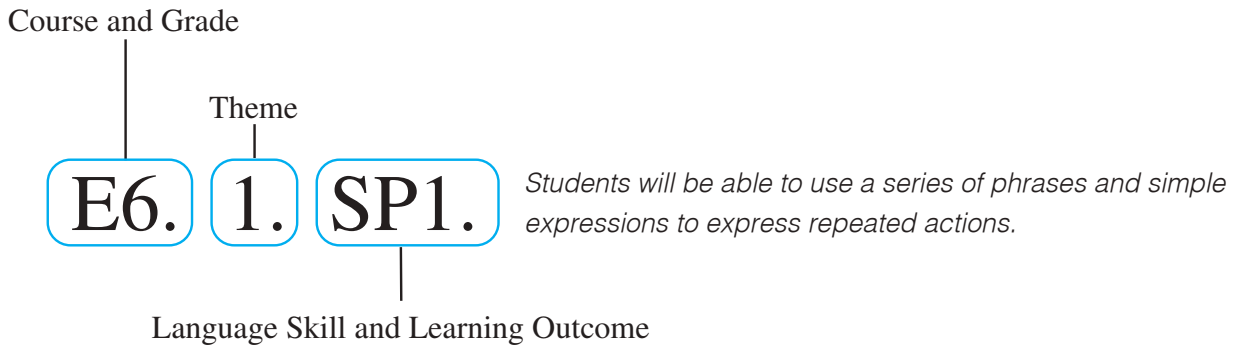 Course and Grade
Theme
E6. 1. SP1.
Students will be able to use a series of phrases and simple
expressions to express repeated actions.
Language Skill and Learning Outcome